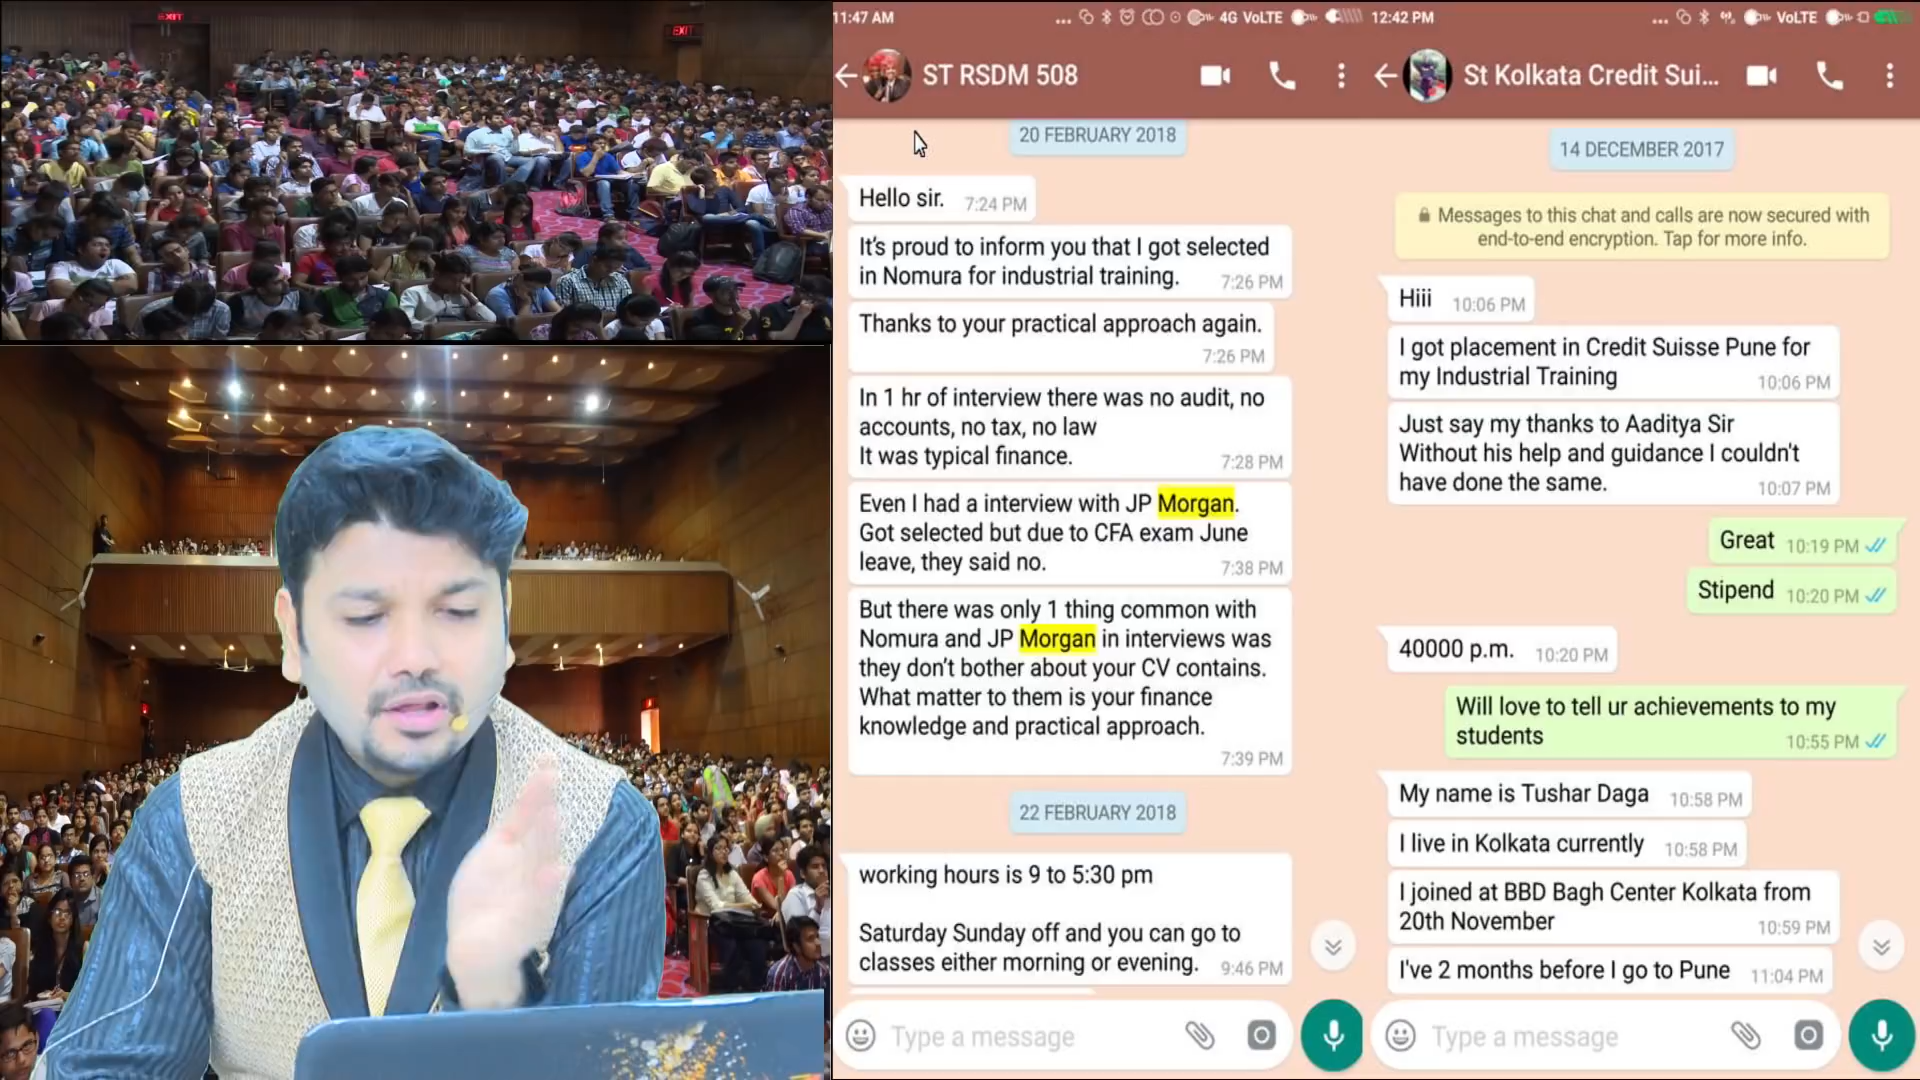 EXIT
EXIT
11:47 AM
4G VoLTE
ST RSDM 508
20 FEBRUARY 2018
Hello sir. 7:24 PM
It's proud to inform you that I got selected
in Nomura for industrial training. 7:26 PM
Thanks to your practical approach again.
7:26 PM
In 1 hr of interview there was no audit, no
accounts, no tax, no law
It was typical finance. 7:28 PM
Even I had a interview with JP Morgan.
Got selected but due to CFA exam June
leave, they said no. 7:38 PM
But there was only 1 thing common with
Nomura and JP Morgan in interviews was
they don't bother about your CV contains.
What matter to them is your finance
knowledge and practical approach.
7:39 PM
22 FEBRUARY 2018
working hours is 9 to 5:30 pm
Saturday Sunday off and you can go to
classes either morning or evening. 9:46 PM
Type a message
12:42 PM
VoLTE
St Kolkata Credit Sui...
14 DECEMBER 2017
Messages to this chat and calls are now secured with
end-to-end encryption. Tap for more info.
Hiii 10:06 PM
I got placement in Credit Suisse Pune for
my Industrial Training 10:06 PM
Just say my thanks to Aaditya Sir
Without his help and guidance I couldn't
have done the same. 10:07 PM
Great 10:19 PM
Stipend 10:20 PM
40000 p.m. 10:20 PM
Will love to tell ur achievements to my
students 10:55 PM
My name is Tushar Daga 10:58 PM
I live in Kolkata currently 10:58 PM
I joined at BBD Bagh Center Kolkata from
20th November 10:59 PM
I've 2 months before I go to Pune 11:04 PM
Type a message